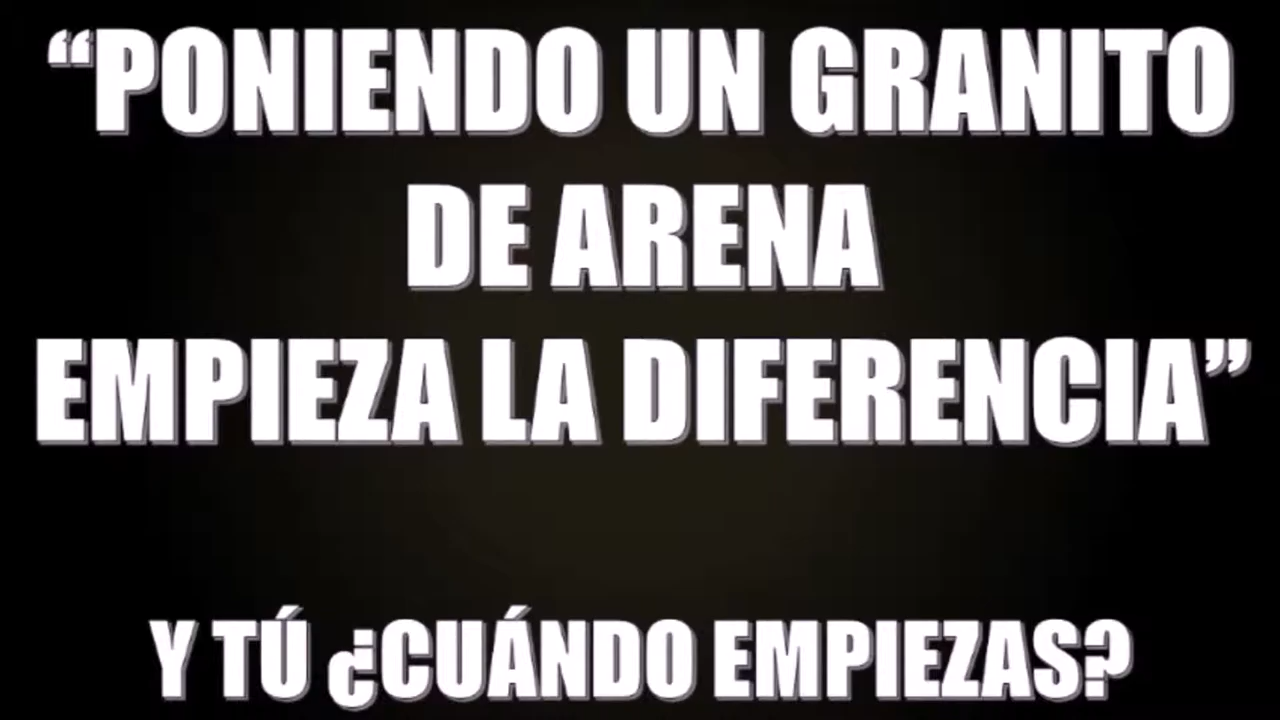 “PONIENDO UN GRANITO
DE ARENA
EMPIEZA LA DIFERENCIA”
Y TÚ ¿CUÁNDO EMPIEZAS?